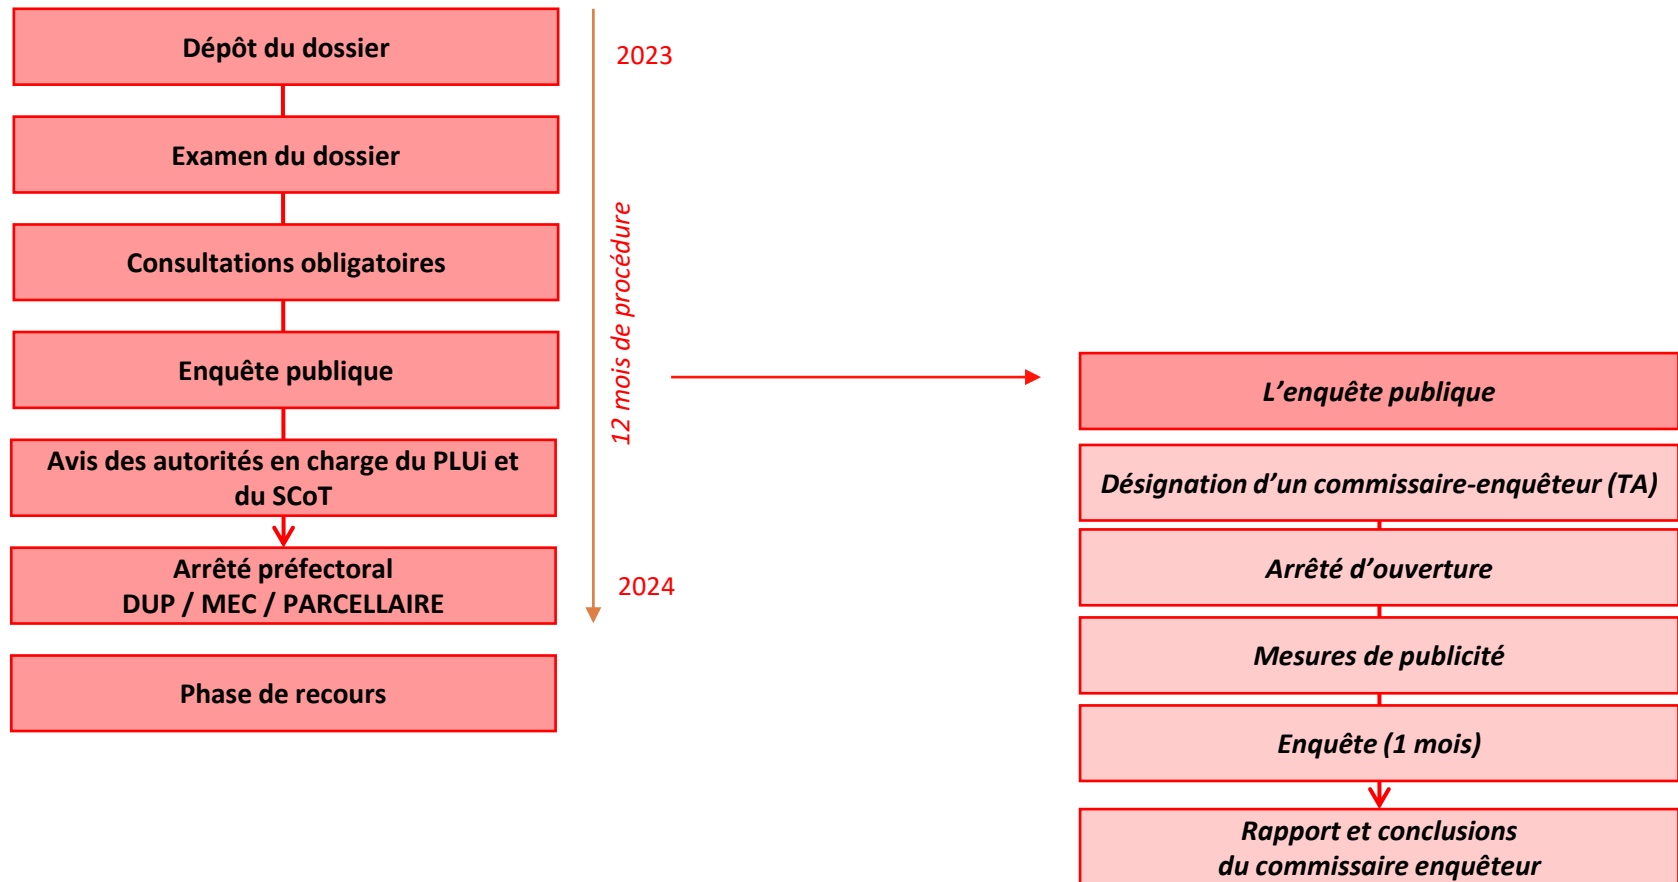 Dépôt du dossier
2023
Examen du dossier
Consultations obligatoires
12 mois de procédure
Enquête publique
Avis des autorités en charge du PLUi et
du SCoT
Arrêté préfectoral
DUP / MEC / PARCELLAIRE
2024
Phase de recours
L’enquête publique
Désignation d’un commissaire-enquêteur (TA)
Arrêté d’ouverture
Mesures de publicité
Enquête (1 mois)
Rapport et conclusions
du commissaire enquêteur